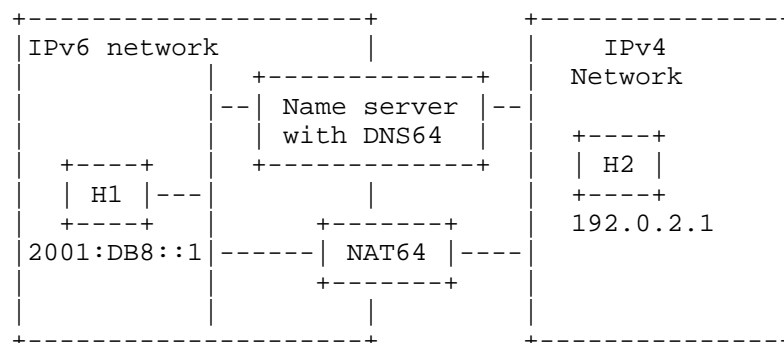 IPv6 network
IPv4
Network
Name server
with DNS64
H2
H1
192.0.2.1
2001:DB8::1
NAT64